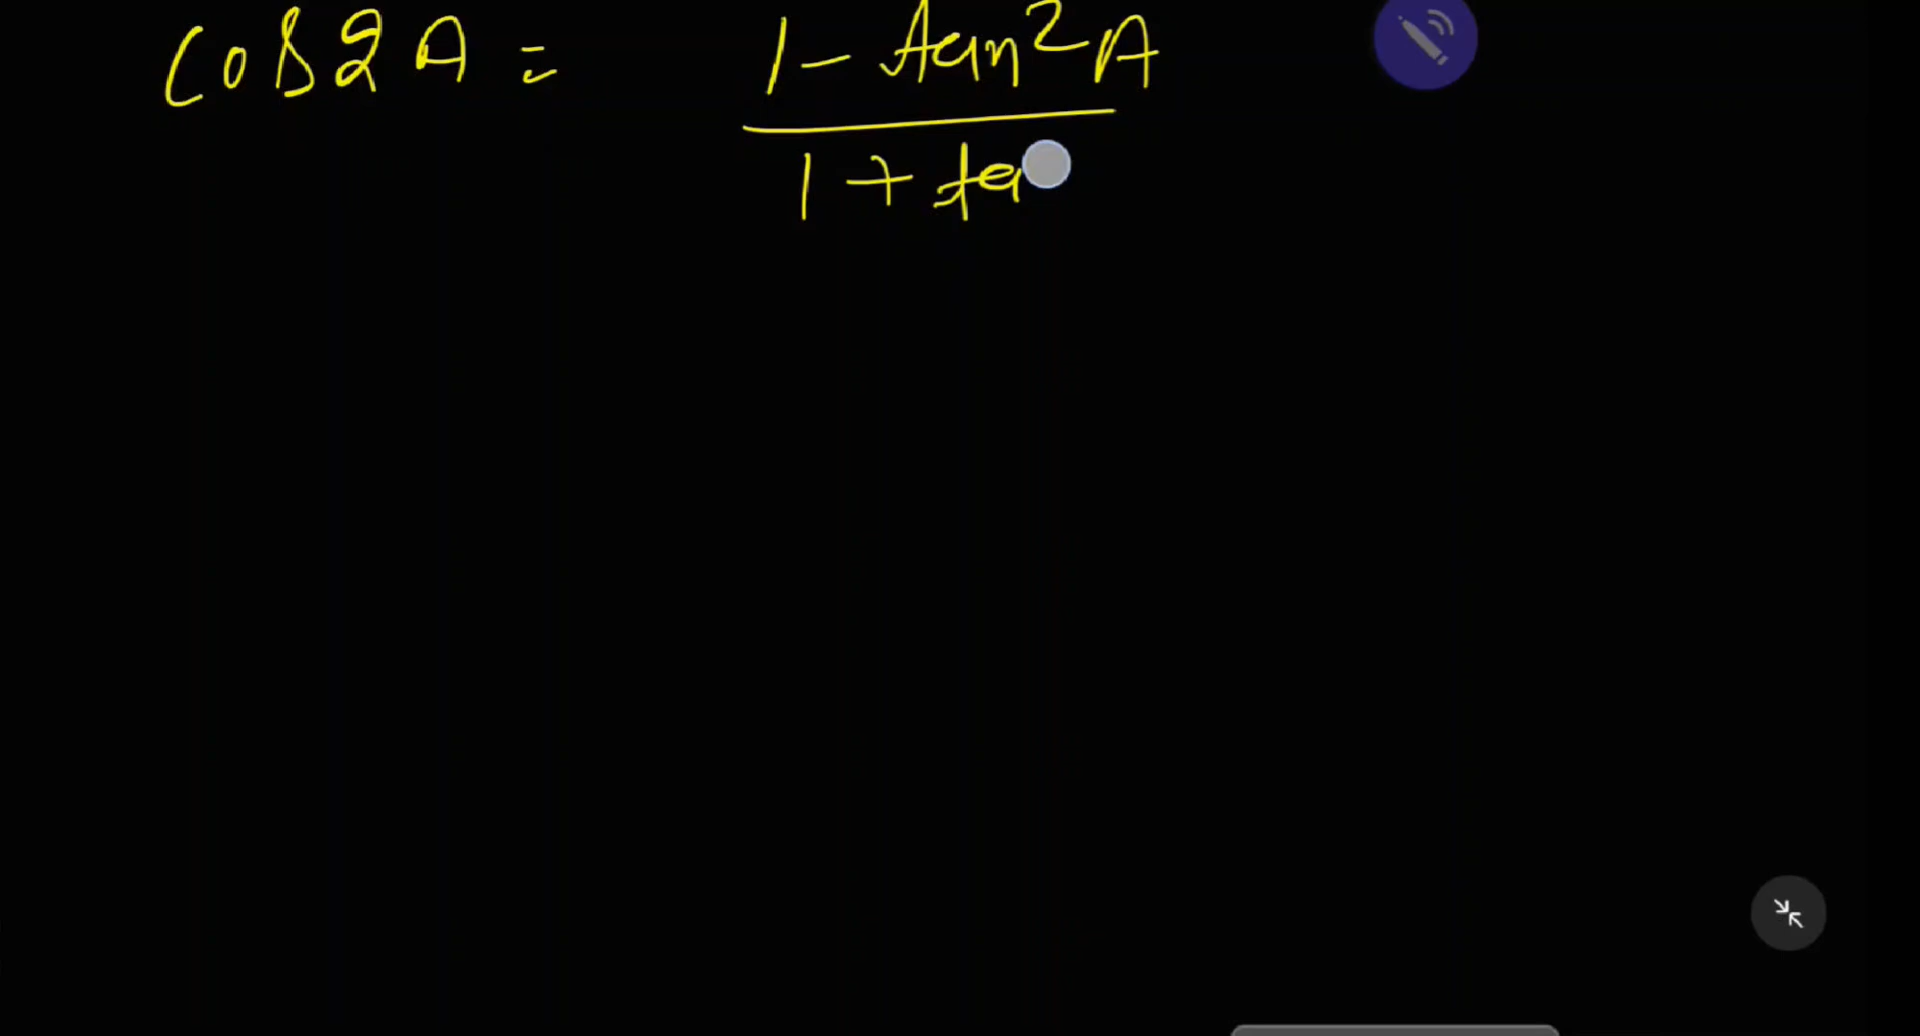 cos2A = 1 - tan²A
1 + ta